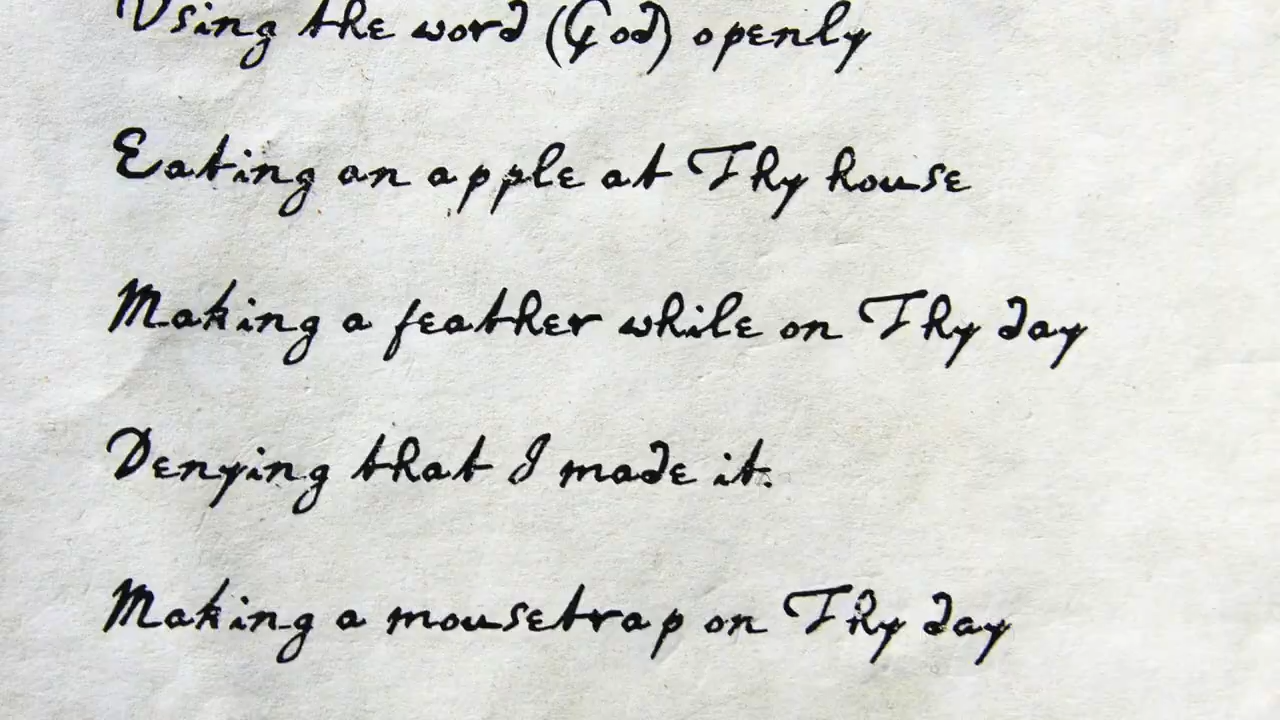 Using the word (God) openly
Eating an apple at Thy house
Making a feather while on Thy day
Denying that I made it.
Making a mousetrap on Thy day